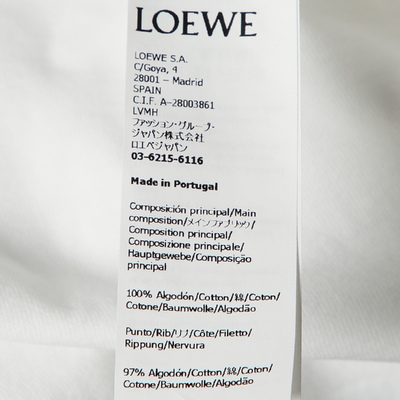 LOEWE
LOEWE S.A.
C/Goya, 4
28001 – Madrid
SPAIN
C.I.F. A-28003861
LVMH
ファッション・グループ
ジャパン株式会社
ロエベジャパン
03-6215-6116
Made in Portugal
Composición principal/Main
composition/メインファブリック/
Composition principal/
Composizione principale/
Hauptgewebe/Composição
principal
100% Algodón/Cotton/綿/Coton/
Cotone/Baumwolle/Algodão
Punto/Rib/リブ/Côte/Filetto/
Rippung/Nervura
97% Algodón/Cotton/綿/Coton/
Cotone/Baumwolle/Algodão